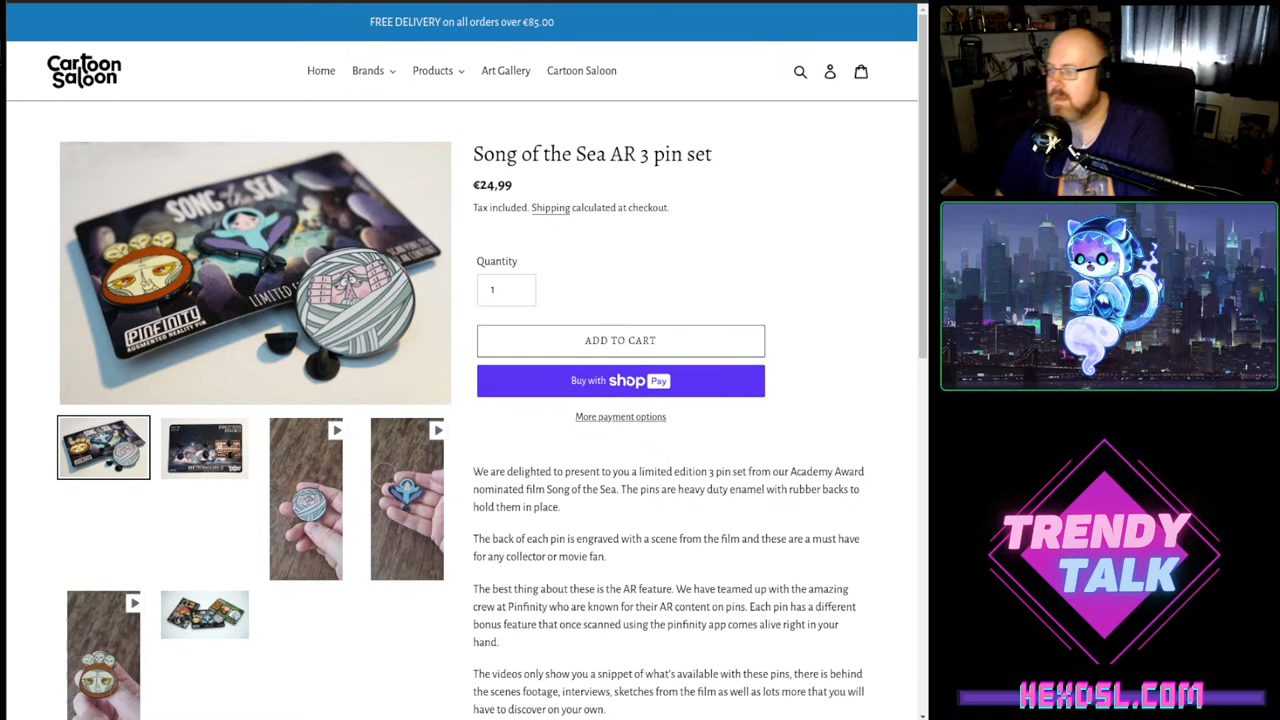 FREE DELIVERY on all orders over €85.00
Cartoon
Saloon
Home
Brands
Products
Art Gallery
Cartoon Saloon
Song of the Sea AR 3 pin set
€24,99
Tax included. Shipping calculated at checkout.
Quantity
1
ADD TO CART
Buy with shop Pay
More payment options
SONG of the SEA
LIMITED
PINFINITY
AUGMENTED REALITY PIN
We are delighted to present to you a limited edition 3 pin set from our Academy Award
nominated film Song of the Sea. The pins are heavy duty enamel with rubber backs to
hold them in place.
The back of each pin is engraved with a scene from the film and these are a must have
for any collector or movie fan.
The best thing about these is the AR feature. We have teamed up with the amazing
crew at Pinfinity who are known for their AR content on pins. Each pin has a different
bonus feature that once scanned using the pinfinity app comes alive right in your
hand.
The videos only show you a snippet of what's available with these pins, there is behind
the scenes footage, interviews, sketches from the film as well as lots more that you will
have to discover on your own.
TRENDY
TALK
HEXDSL.COM